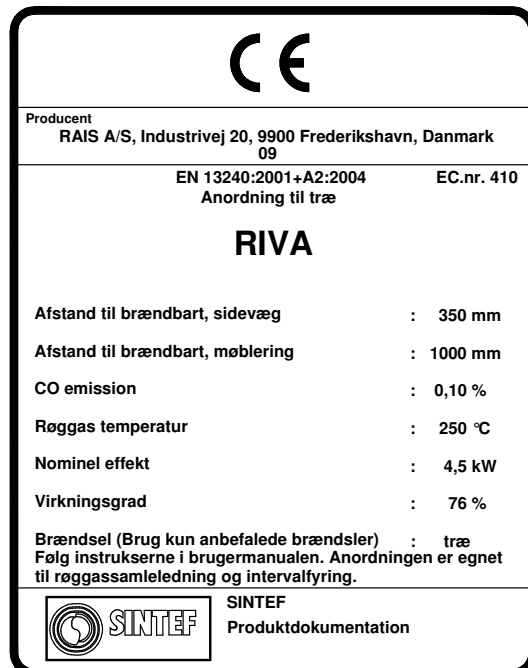 CE
Producent
RAIS A/S, Industrivej 20, 9900 Frederikshavn, Danmark
09
EN 13240:2001+A2:2004 EC.nr. 410
Anordning til træ
RIVA
Afstand til brændbart, sidevæg : 350 mm
Afstand til brændbart, møblering : 1000 mm
CO emission : 0,10 %
Røggas temperatur : 250 °C
Nominel effekt : 4,5 kW
Virkningsgrad : 76 %
Brændsel (Brug kun anbefalede brændsler) : træ
Følg instrukserne i brugermanualen. Anordningen er egnet
til røggassamleledning og intervalfyring.
SINTEF
SINTEF
Produktdokumentation